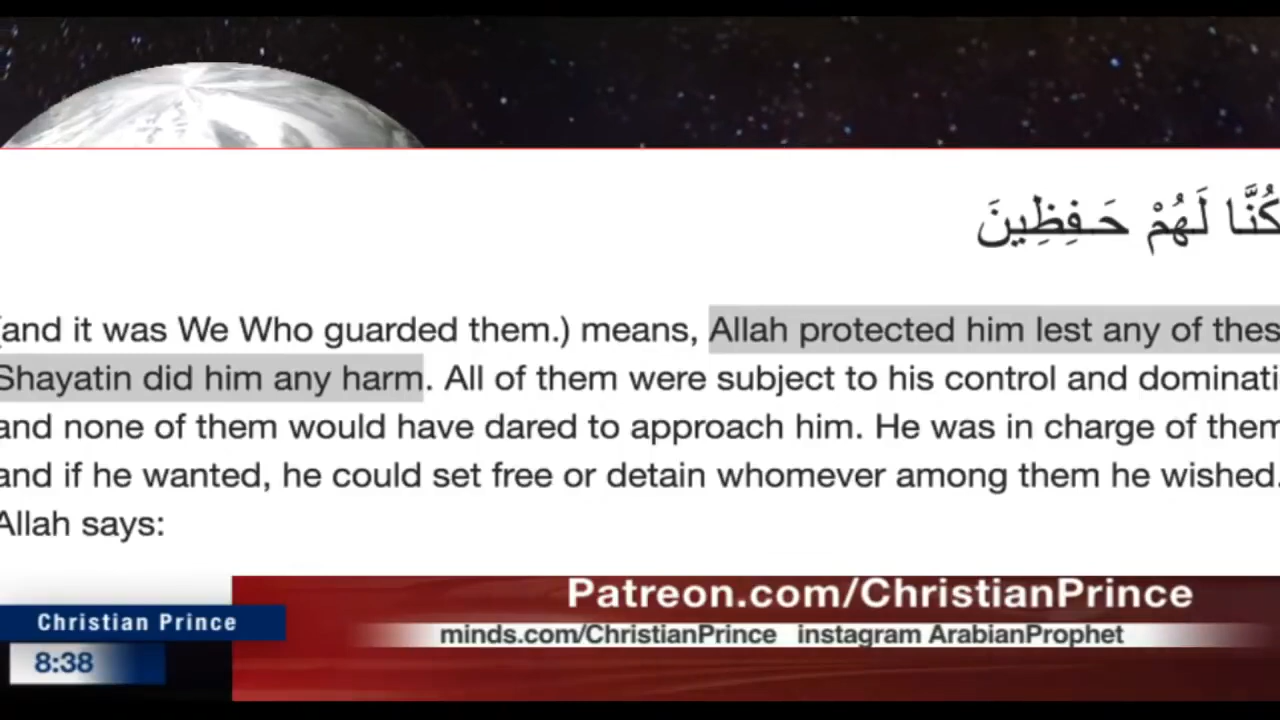 كُنَّا لَهُمْ حَـفِظِينَ
(and it was We Who guarded them.) means, Allah protected him lest any of thes
Shayatin did him any harm. All of them were subject to his control and dominati
and none of them would have dared to approach him. He was in charge of them
and if he wanted, he could set free or detain whomever among them he wished.
Allah says:
Patreon.com/ChristianPrince
Christian Prince
minds.com/ChristianPrince instagram ArabianProphet
8:38